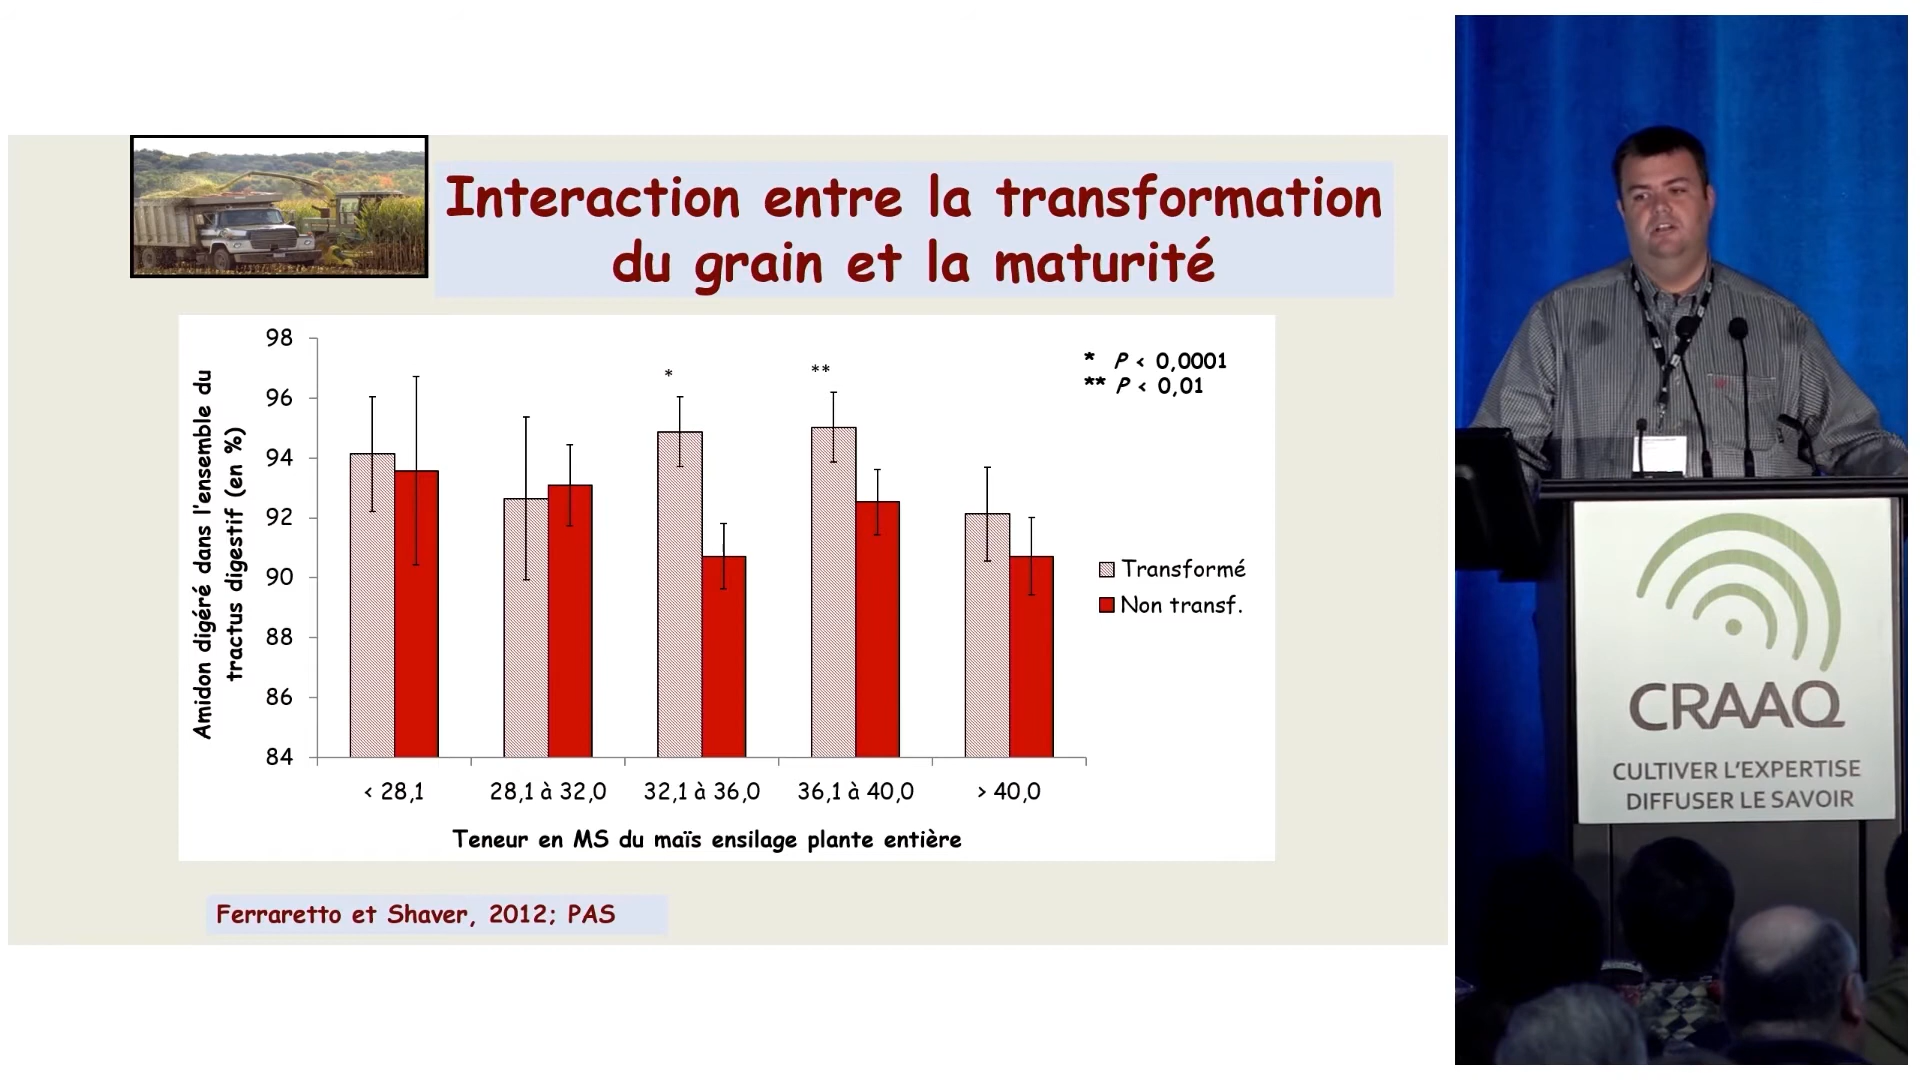 Interaction entre la transformation
du grain et la maturité
98
96
94
92
90
88
86
84
Amidon digéré dans l'ensemble du
tractus digestif (en %)
* P < 0,0001
** P < 0,01
*
**
Transformé
Non transf.
< 28,1
28,1 à 32,0
32,1 à 36,0
36,1 à 40,0
> 40,0
Teneur en MS du maïs ensilage plante entière
Ferraretto et Shaver, 2012; PAS
CRAAQ
CULTIVER L'EXPERTISE
DIFFUSER LE SAVOIR